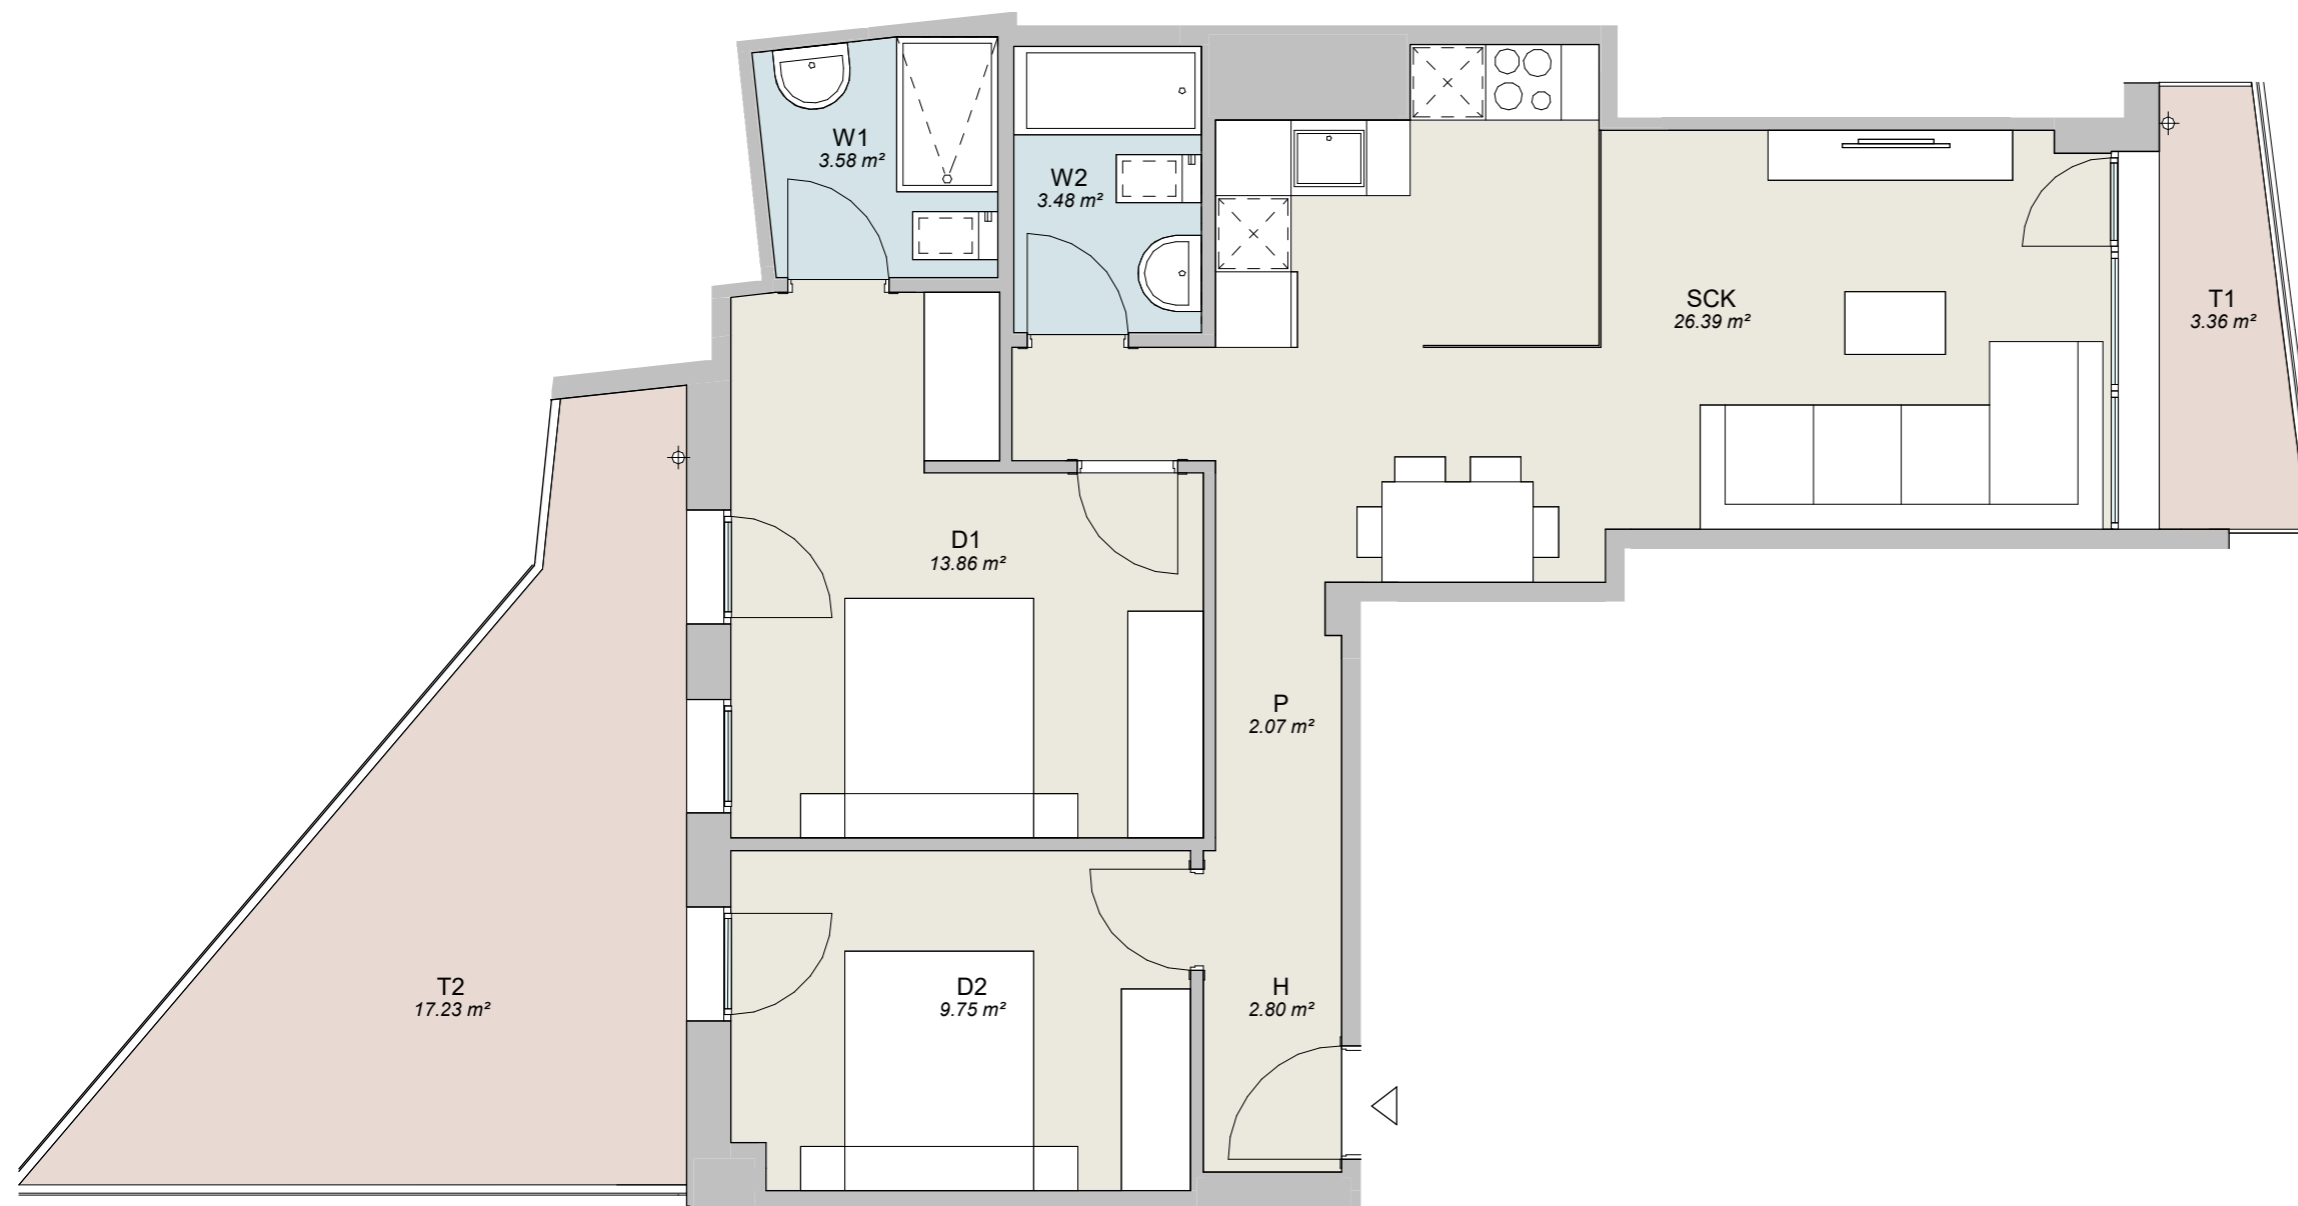 W1
3.58 m²
W2
3.48 m²
SCK
26.39 m²
T1
3.36 m²
D1
13.86 m²
P
2.07 m²
T2
17.23 m²
D2
9.75 m²
H
2.80 m²